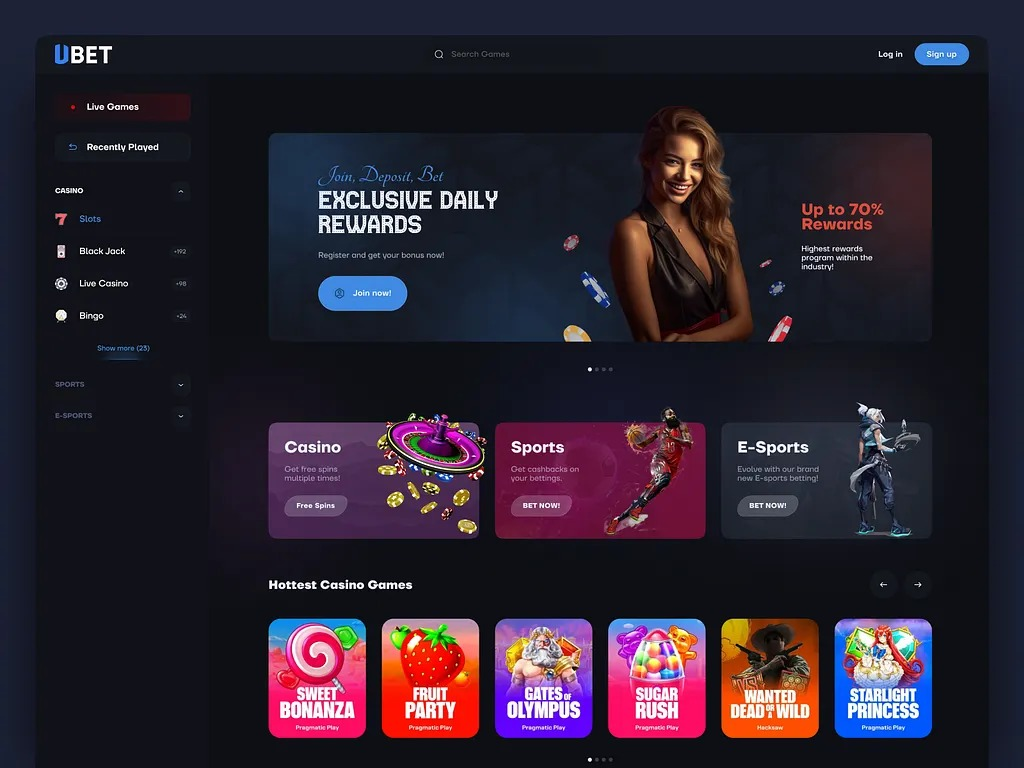 UBET
Search Games
Log in
Sign up
Live Games
Recently Played
CASINO
Slots
Black Jack
+192
Live Casino
+98
Bingo
+24
Show more (23)
SPORTS
E-SPORTS
Join, Deposit, Bet
EXCLUSIVE DAILY
REWARDS
Register and get your bonus now!
Join now!
Up to 70%
Rewards
Highest rewards
program within the
industry!
Casino
Get free spins
multiple times!
Free Spins
Sports
Get cashbacks on
your bettings.
BET NOW!
E-Sports
Evolve with our brand
new E-sports betting!
BET NOW!
Hottest Casino Games
SWEET
BONANZA
Pragmatic Play
FRUIT
PARTY
Pragmatic Play
GATES OF
OLYMPUS
Pragmatic Play
SUGAR
RUSH
Pragmatic Play
WANTED
DEAD OR A WILD
Hacksaw
STARLIGHT
PRINCESS
Pragmatic Play